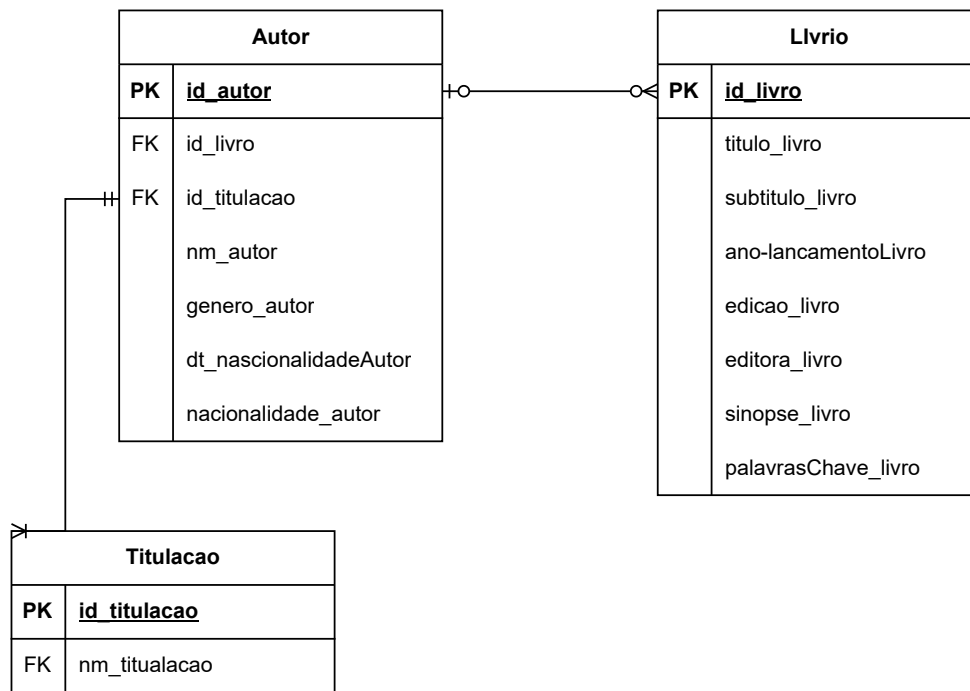 Autor
PK id_autor
FK id_livro
FK id_titulacao
nm_autor
genero_autor
dt_nascionalidadeAutor
nacionalidade_autor
LIvrio
PK id_livro
titulo_livro
subtitulo_livro
ano-lancamentoLivro
edicao_livro
editora_livro
sinopse_livro
palavrasChave_livro
Titulacao
PK id_titulacao
FK nm_titualacao